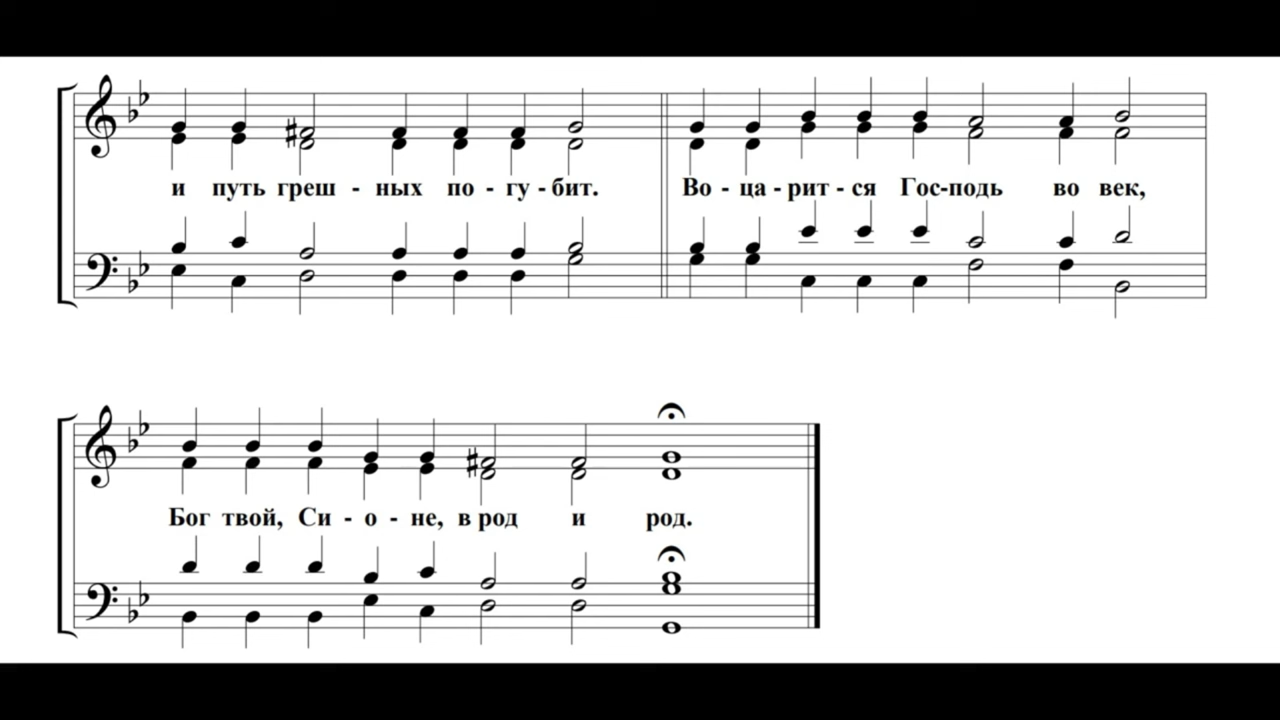 и путь греш - ных по - гу - бит. Во - ца - рит - ся Гос-подь во век,
Бог твой, Си - о - не, в род и род.